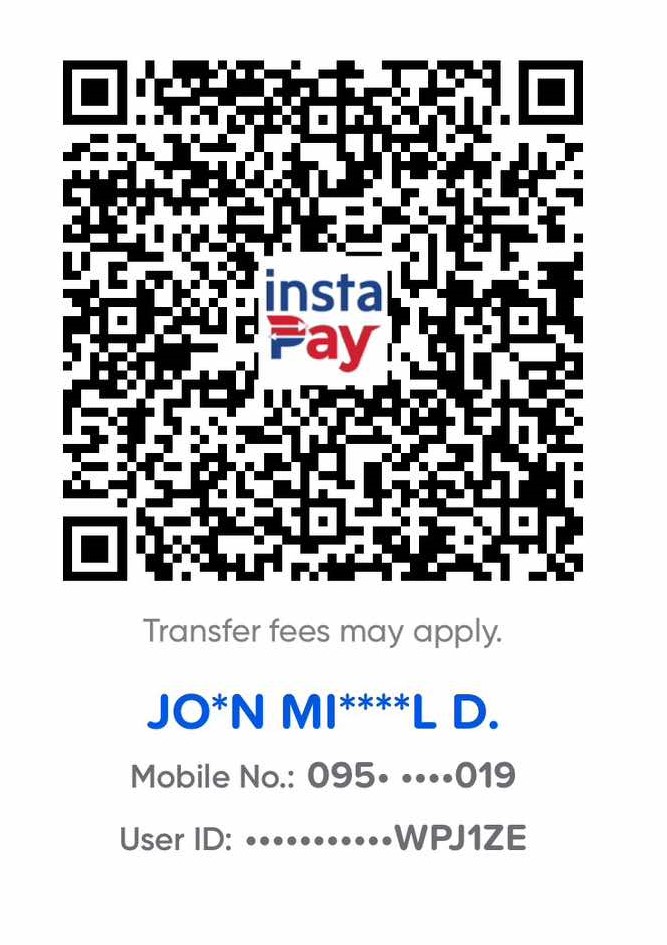 insta
Pay
Transfer fees may apply.
JO*N MI****L D.
Mobile No.: 095• ••••019
User ID: •••••••••••WPJ1ZE